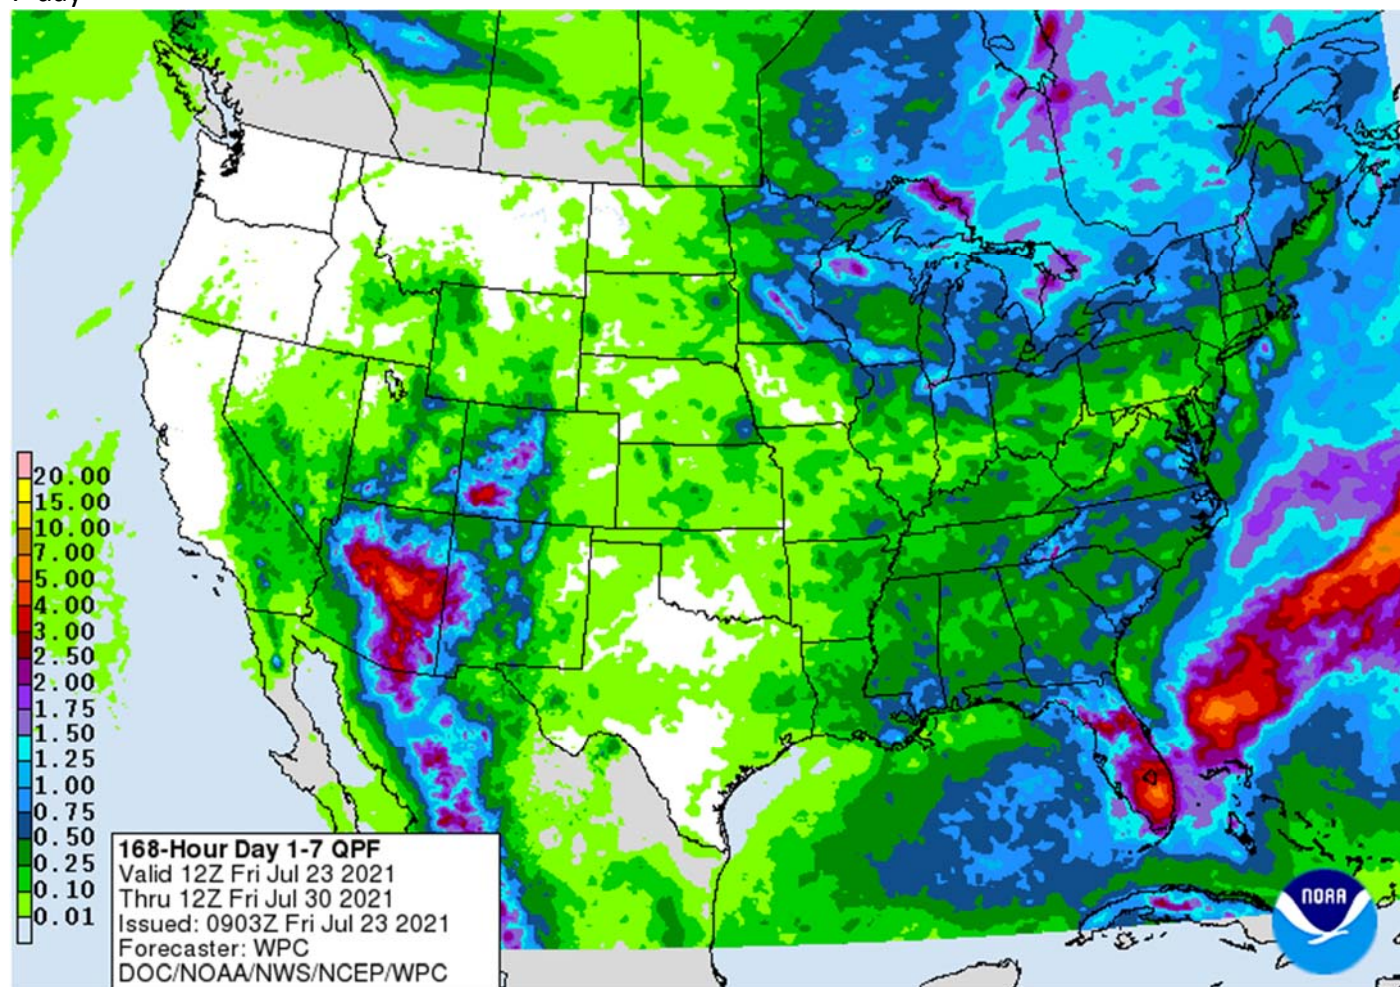 20.00
15.00
10.00
7.00
5.00
4.00
3.00
2.50
2.00
1.75
1.50
1.25
1.00
0.75
0.50
0.25
0.10
0.01
168-Hour Day 1-7 QPF
Valid 12Z Fri Jul 23 2021
Thru 12Z Fri Jul 30 2021
Issued: 0903Z Fri Jul 23 2021
Forecaster: WPC
DOC/NOAA/NWS/NCEP/WPC
NOAA